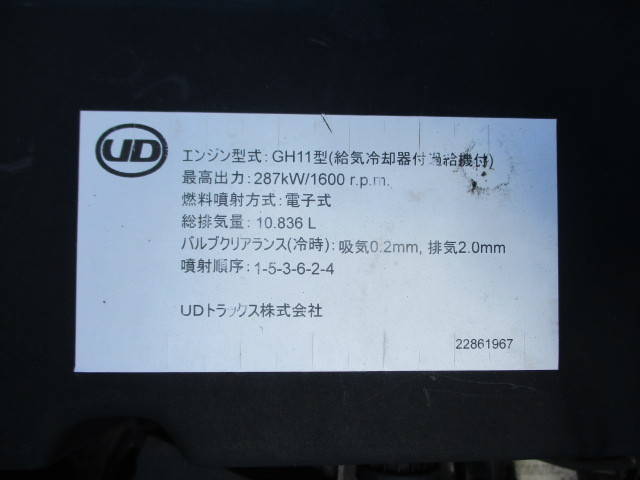 UD
エンジン型式：GH11型(給気冷却器付過給機付)
最高出力：287kW/1600 r.p.m.
燃料噴射方式：電子式
総排気量：10.836 L
バルブクリアランス(冷時)：吸気0.2mm, 排気2.0mm
噴射順序：1-5-3-6-2-4
UDトラックス株式会社
22861967